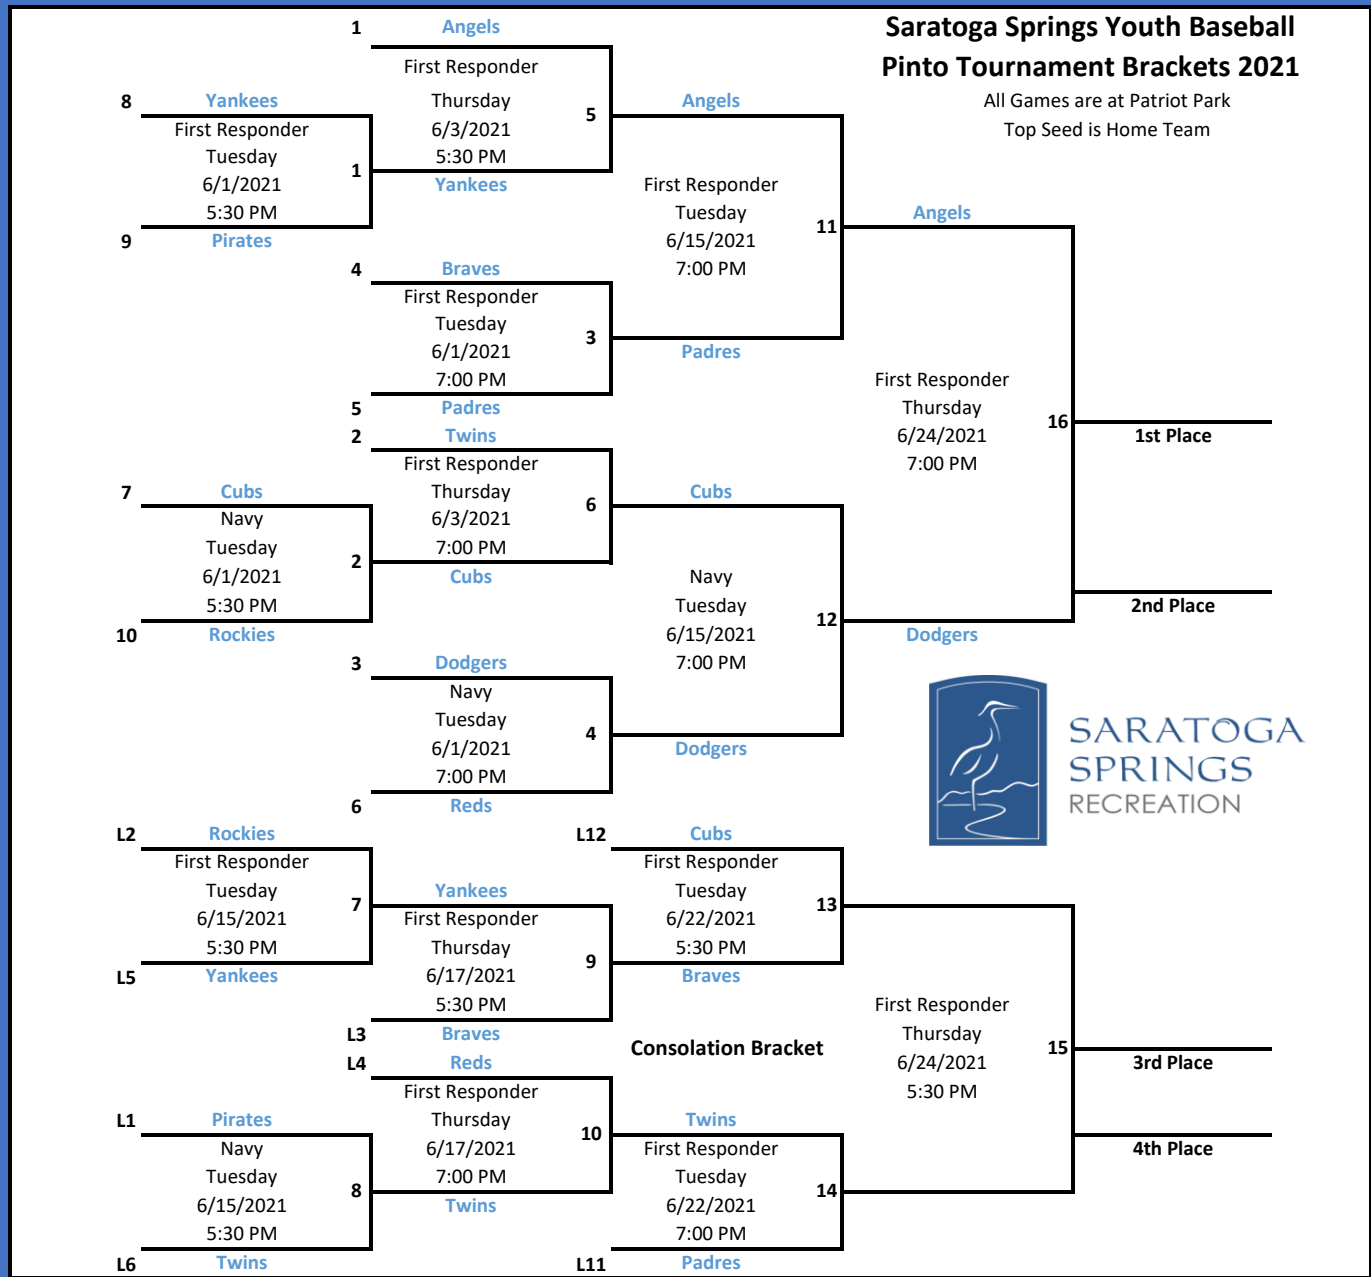 Saratoga Springs Youth Baseball
Pinto Tournament Brackets 2021
All Games are at Patriot Park
Top Seed is Home Team
1 Angels
First Responder
Thursday
6/3/2021
5:30 PM
5
Yankees
8 Yankees
First Responder
Tuesday
6/1/2021
5:30 PM
1
9 Pirates
Angels
First Responder
Tuesday
6/15/2021
7:00 PM
11
Padres
4 Braves
First Responder
Tuesday
6/1/2021
7:00 PM
3
5 Padres
Angels
First Responder
Thursday
6/24/2021
7:00 PM
16
Dodgers
1st Place
2nd Place
2 Twins
First Responder
Thursday
6/3/2021
7:00 PM
6
Cubs
7 Cubs
Navy
Tuesday
6/1/2021
5:30 PM
2
10 Rockies
Cubs
Navy
Tuesday
6/15/2021
7:00 PM
12
Dodgers
3 Dodgers
Navy
Tuesday
6/1/2021
7:00 PM
4
6 Reds
SARATOGA
SPRINGS
RECREATION
L2 Rockies
First Responder
Tuesday
6/15/2021
5:30 PM
7
L5 Yankees
Yankees
First Responder
Thursday
6/17/2021
5:30 PM
9
L3 Braves
L12 Cubs
First Responder
Tuesday
6/22/2021
5:30 PM
13
Braves
Consolation Bracket
First Responder
Thursday
6/24/2021
5:30 PM
15
3rd Place
4th Place
L4 Reds
First Responder
Thursday
6/17/2021
7:00 PM
10
Twins
L1 Pirates
Navy
Tuesday
6/15/2021
5:30 PM
8
L6 Twins
Twins
First Responder
Tuesday
6/22/2021
7:00 PM
14
L11 Padres